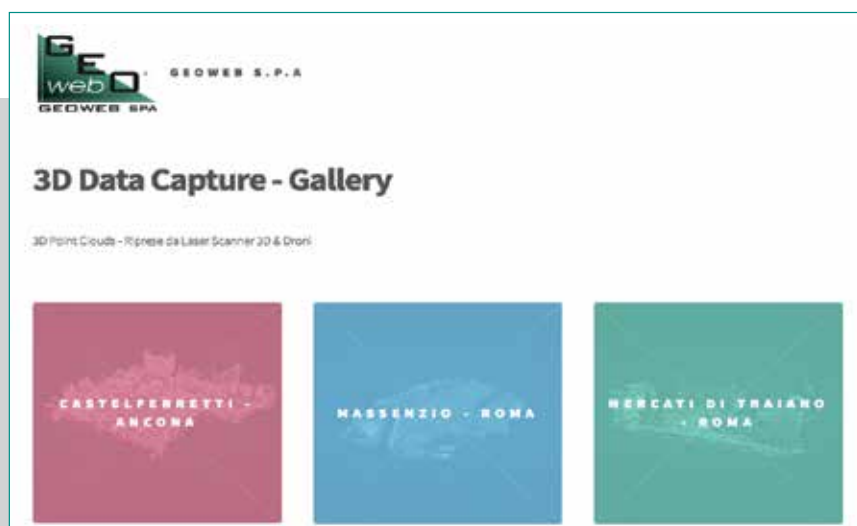 GEO
web
GEOWEB SPA
GEOWEB S.P.A
3D Data Capture - Gallery
3D Point Clouds - Riprese da Laser Scanner 3D & Droni
CASTELFERRETTI -
ANCONA
MASSENZIO - ROMA
MERCATI DI TRAIANO
- ROMA